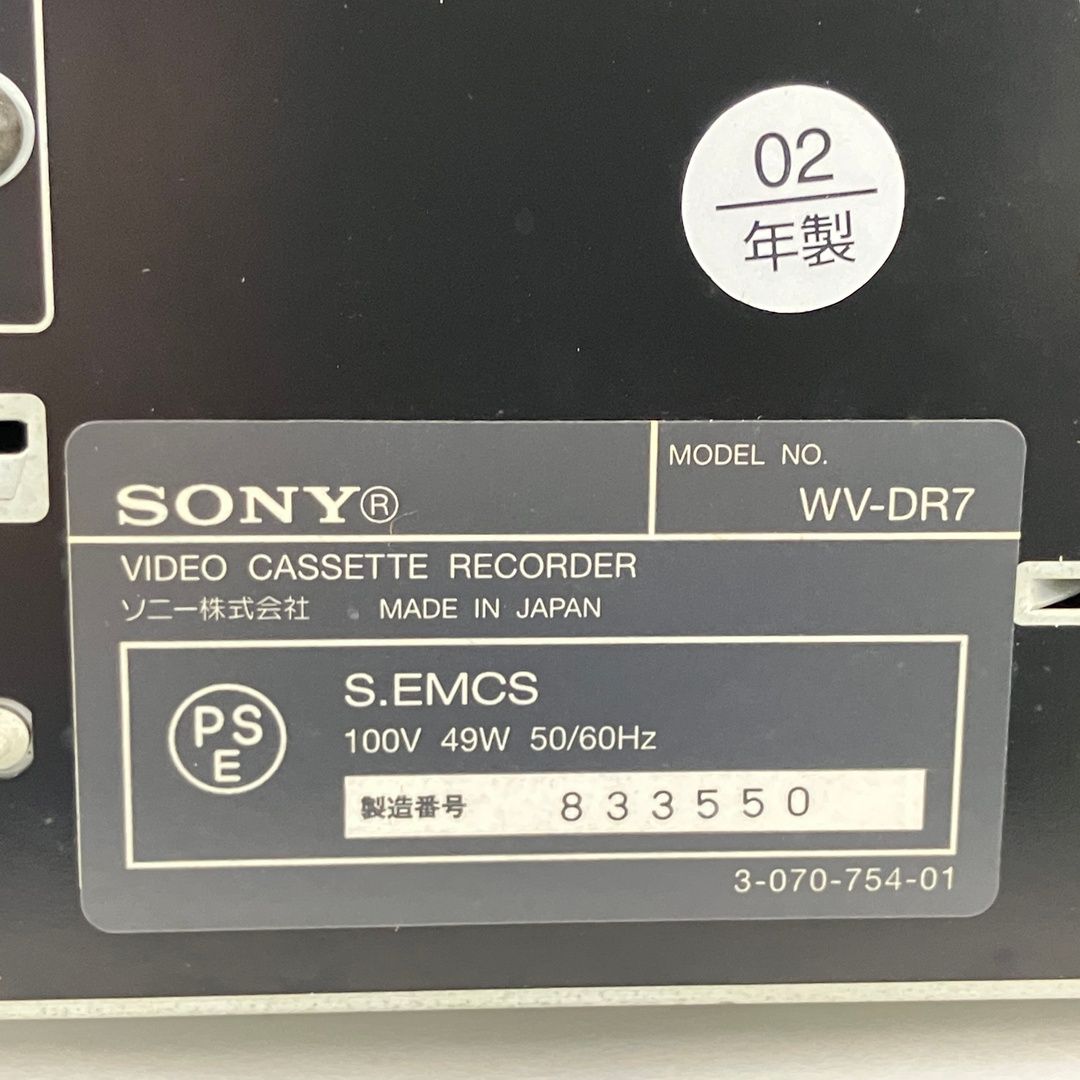 02
年製
SONY®
MODEL NO.
WV-DR7
VIDEO CASSETTE RECORDER
ソニー株式会社 MADE IN JAPAN
PS
E
S.EMCS
100V 49W 50/60Hz
製造番号 833550
3-070-754-01